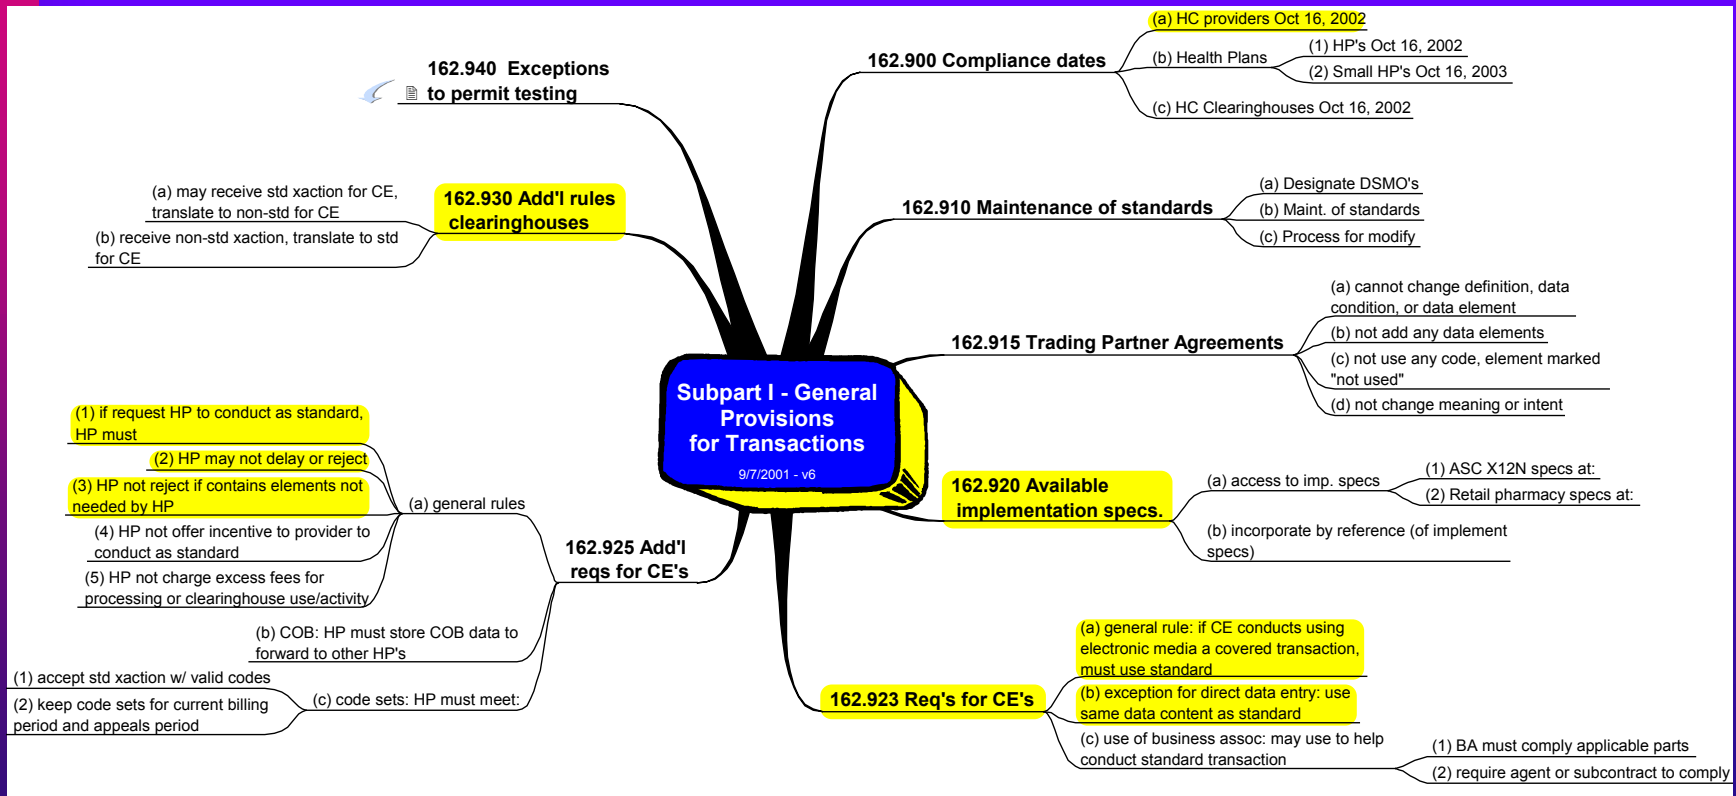 Subpart I - General
Provisions
for Transactions
9/7/2001 - v6
162.900 Compliance dates
(a) HC providers Oct 16, 2002
(b) Health Plans
(1) HP's Oct 16, 2002
(2) Small HP's Oct 16, 2003
(c) HC Clearinghouses Oct 16, 2002
162.910 Maintenance of standards
(a) Designate DSMO's
(b) Maint. of standards
(c) Process for modify
162.915 Trading Partner Agreements
(a) cannot change definition, data
condition, or data element
(b) not add any data elements
(c) not use any code, element marked
"not used"
(d) not change meaning or intent
162.920 Available
implementation specs.
(a) access to imp. specs
(1) ASC X12N specs at:
(2) Retail pharmacy specs at:
(b) incorporate by reference (of implement
specs)
162.923 Req's for CE's
(a) general rule: if CE conducts using
electronic media a covered transaction,
must use standard
(b) exception for direct data entry: use
same data content as standard
(c) use of business assoc: may use to help
conduct standard transaction
(1) BA must comply applicable parts
(2) require agent or subcontract to comply
162.925 Add'l
reqs for CE's
(a) general rules
(1) if request HP to conduct as standard,
HP must
(2) HP may not delay or reject
(3) HP not reject if contains elements not
needed by HP
(4) HP not offer incentive to provider to
conduct as standard
(5) HP not charge excess fees for
processing or clearinghouse use/activity
(b) COB: HP must store COB data to
forward to other HP's
(c) code sets: HP must meet:
(1) accept std xaction w/ valid codes
(2) keep code sets for current billing
period and appeals period
162.930 Add'l rules
clearinghouses
(a) may receive std xaction for CE,
translate to non-std for CE
(b) receive non-std xaction, translate to std
for CE
162.940 Exceptions
to permit testing